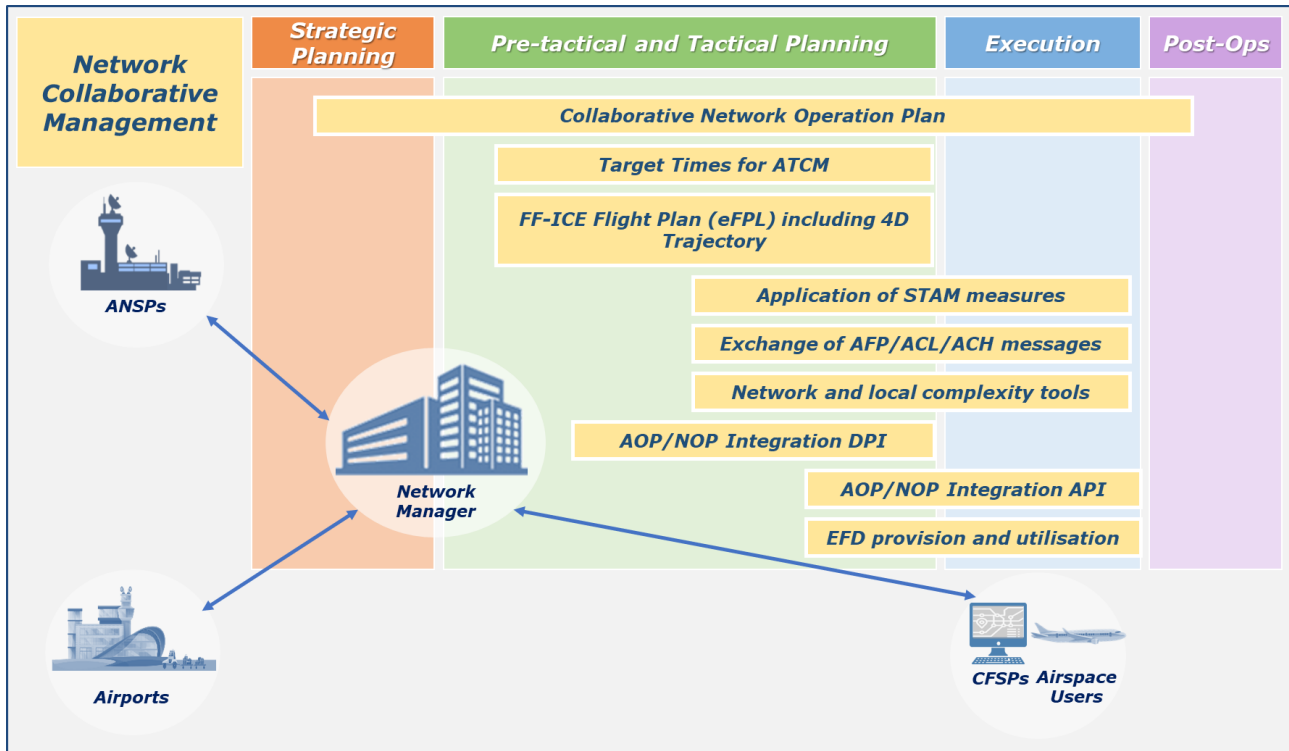 Network
Collaborative
Management
Strategic
Planning
Pre-tactical and Tactical Planning
Execution
Post-Ops
Collaborative Network Operation Plan
Target Times for ATCM
FF-ICE Flight Plan (eFPL) including 4D
Trajectory
Application of STAM measures
Exchange of AFP/ACL/ACH messages
Network and local complexity tools
AOP/NOP Integration DPI
AOP/NOP Integration API
EFD provision and utilisation
ANSPs
Network
Manager
Airports
CFSPs
Airspace
Users